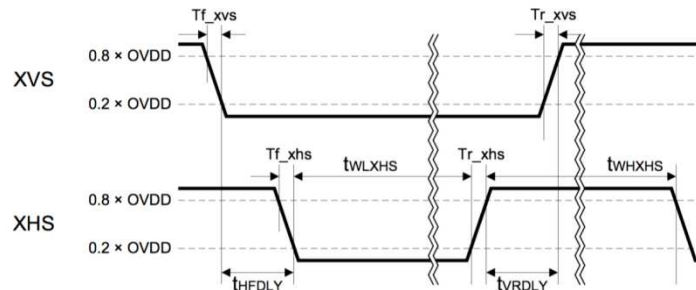 Tf_xvs Tr_xvs
0.8 × OVDD
XVS
0.2 × OVDD
Tf_xhs tWLXHS Tr_xhs tWHXHS
0.8 × OVDD
XHS
0.2 × OVDD
tHFDLY tVRDLY